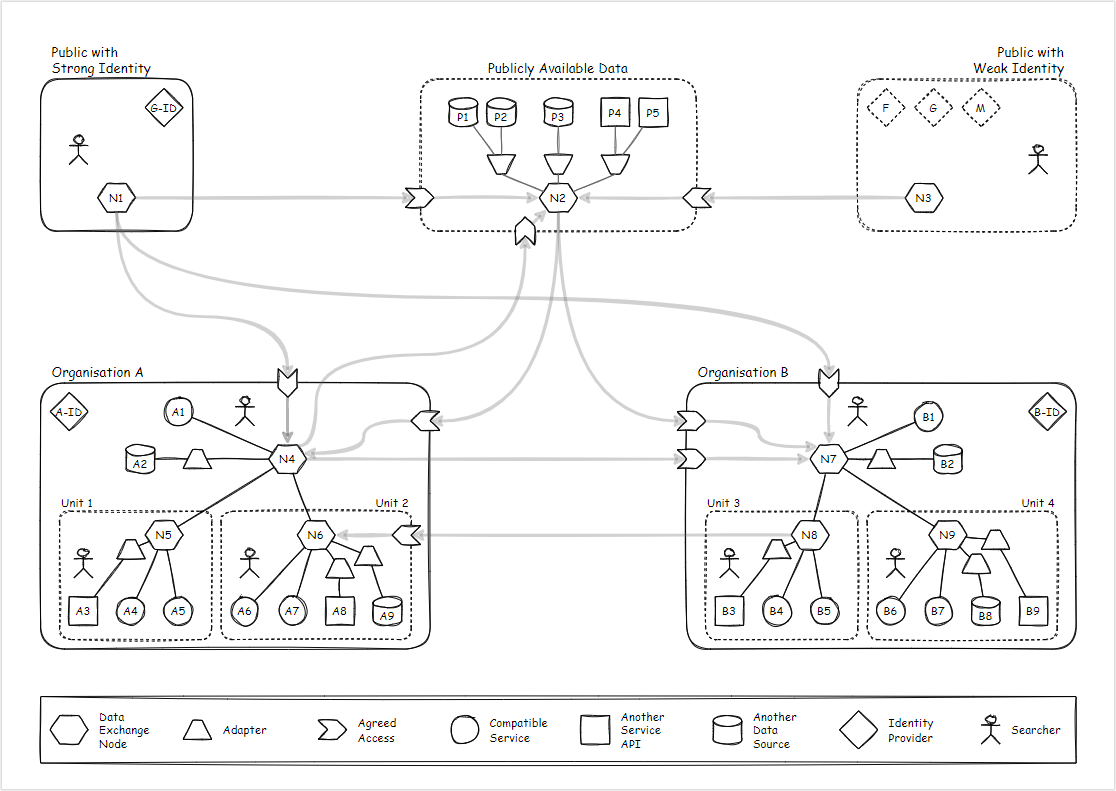 Public with
Strong Identity
Publicly Available Data
Public with
Weak Identity
G-ID
P1
P2
P3
P4
P5
F
G
M
N1
N2
N3
Organisation A
Organisation B
A-ID
A1
B1
B-ID
A2
N4
N7
B2
Unit 1
Unit 2
Unit 3
Unit 4
N5
N6
N8
N9
A3
A4
A5
A6
A7
A8
A9
B3
B4
B5
B6
B7
B8
B9
Data
Exchange
Node
Adapter
Agreed
Access
Compatible
Service
Another
Service
API
Another
Data
Source
Identity
Provider
Searcher